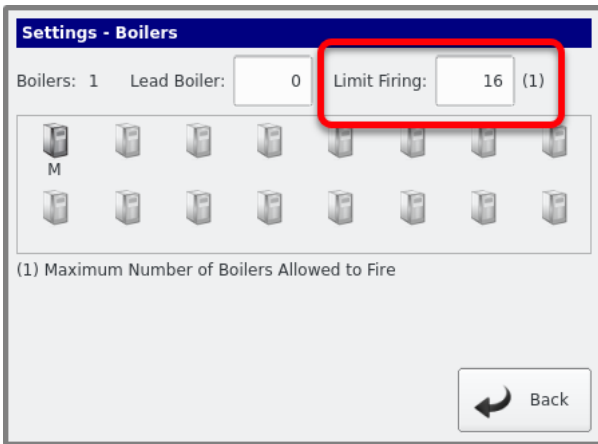 Settings - Boilers
Boilers: 1 Lead Boiler: 0 Limit Firing: 16 (1)
M
(1) Maximum Number of Boilers Allowed to Fire
Back